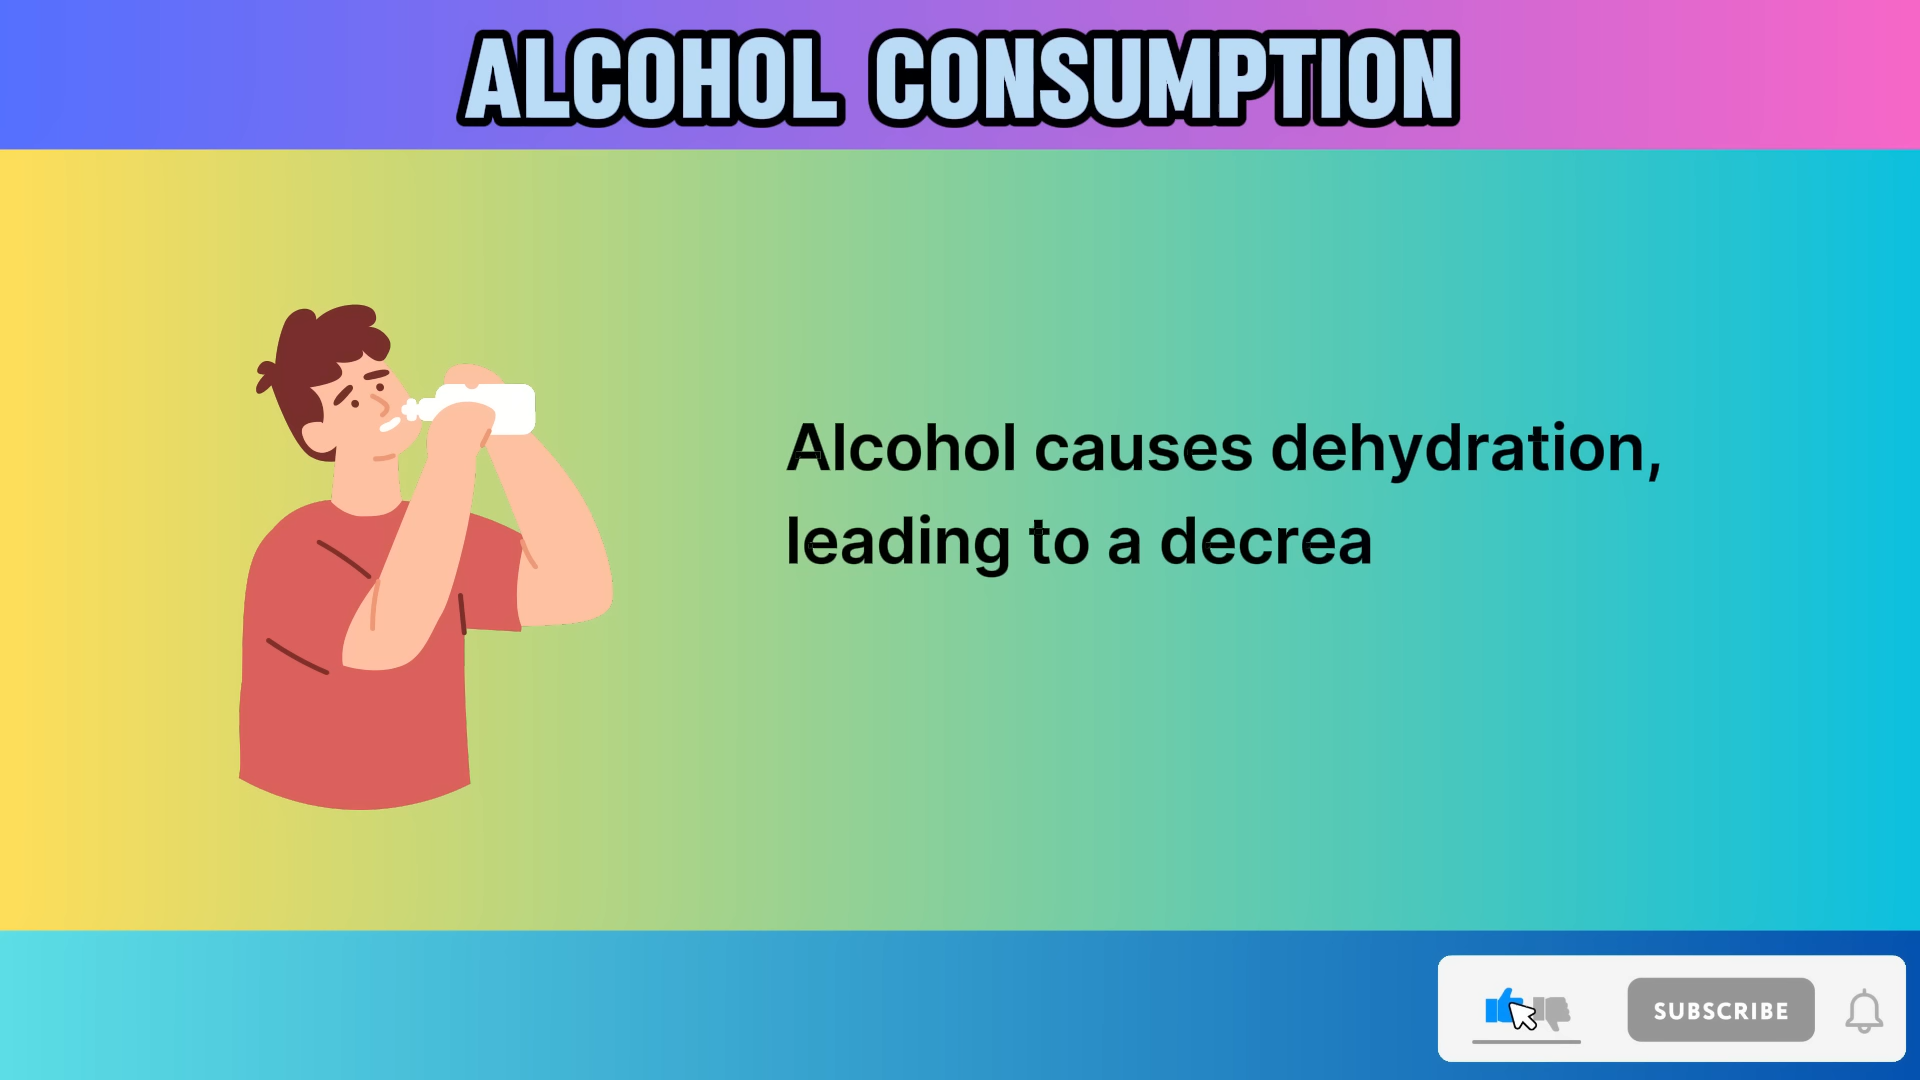 ALCOHOL CONSUMPTION
Alcohol causes dehydration,
leading to a decrea
SUBSCRIBE